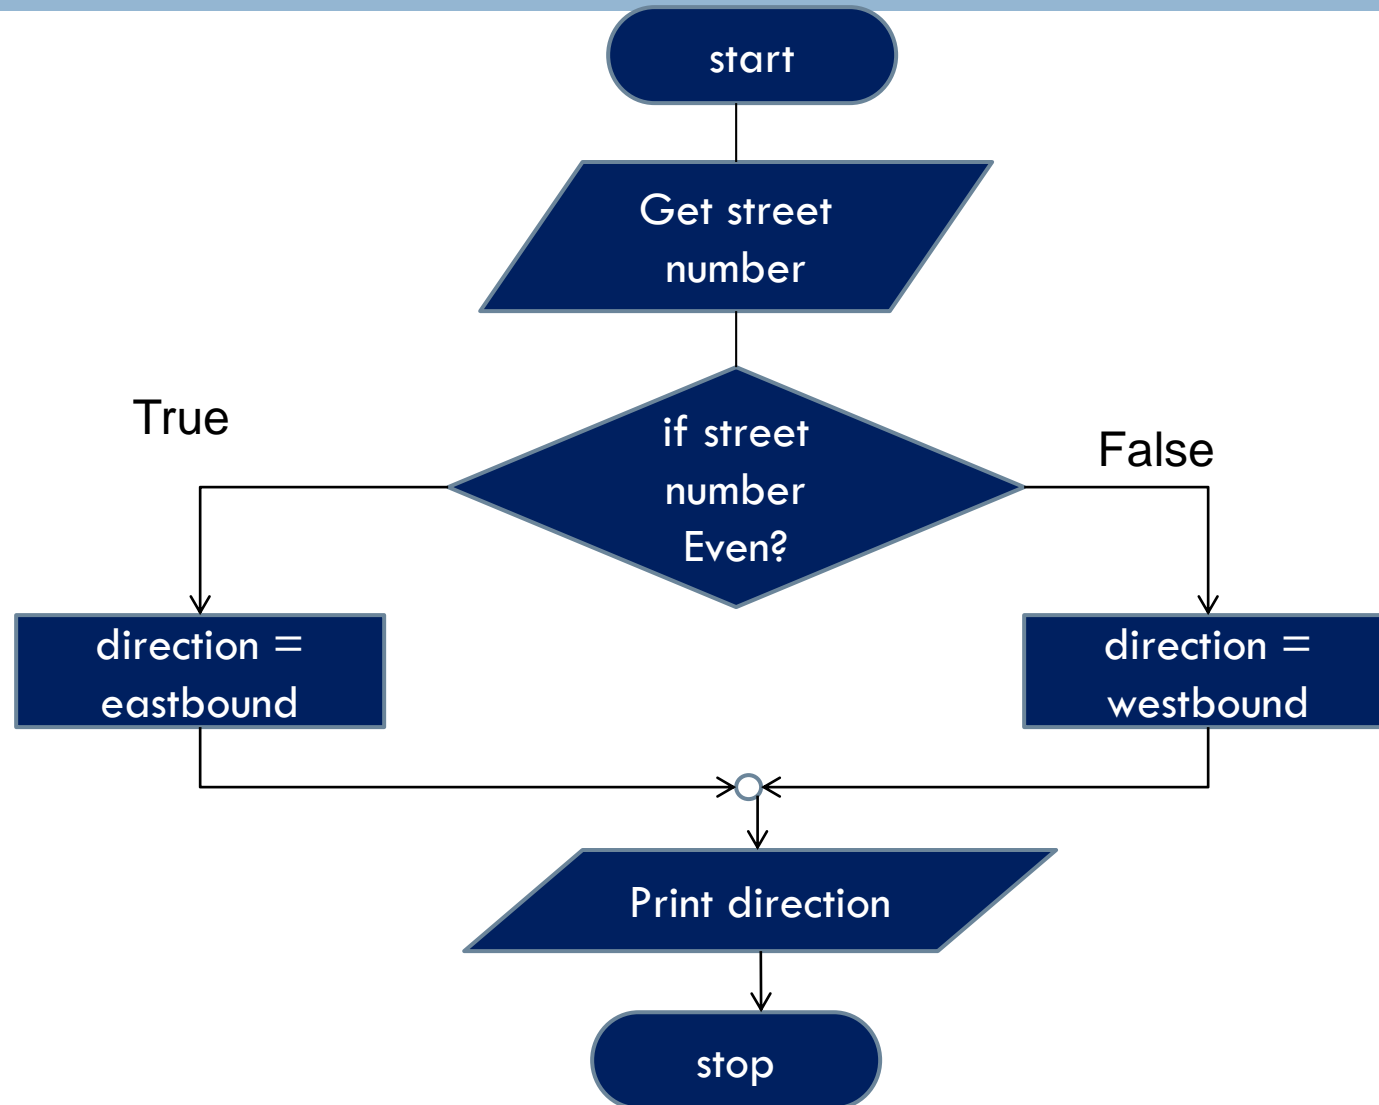 start
Get street
number
True
if street
number
Even?
False
direction =
eastbound
direction =
westbound
Print direction
stop